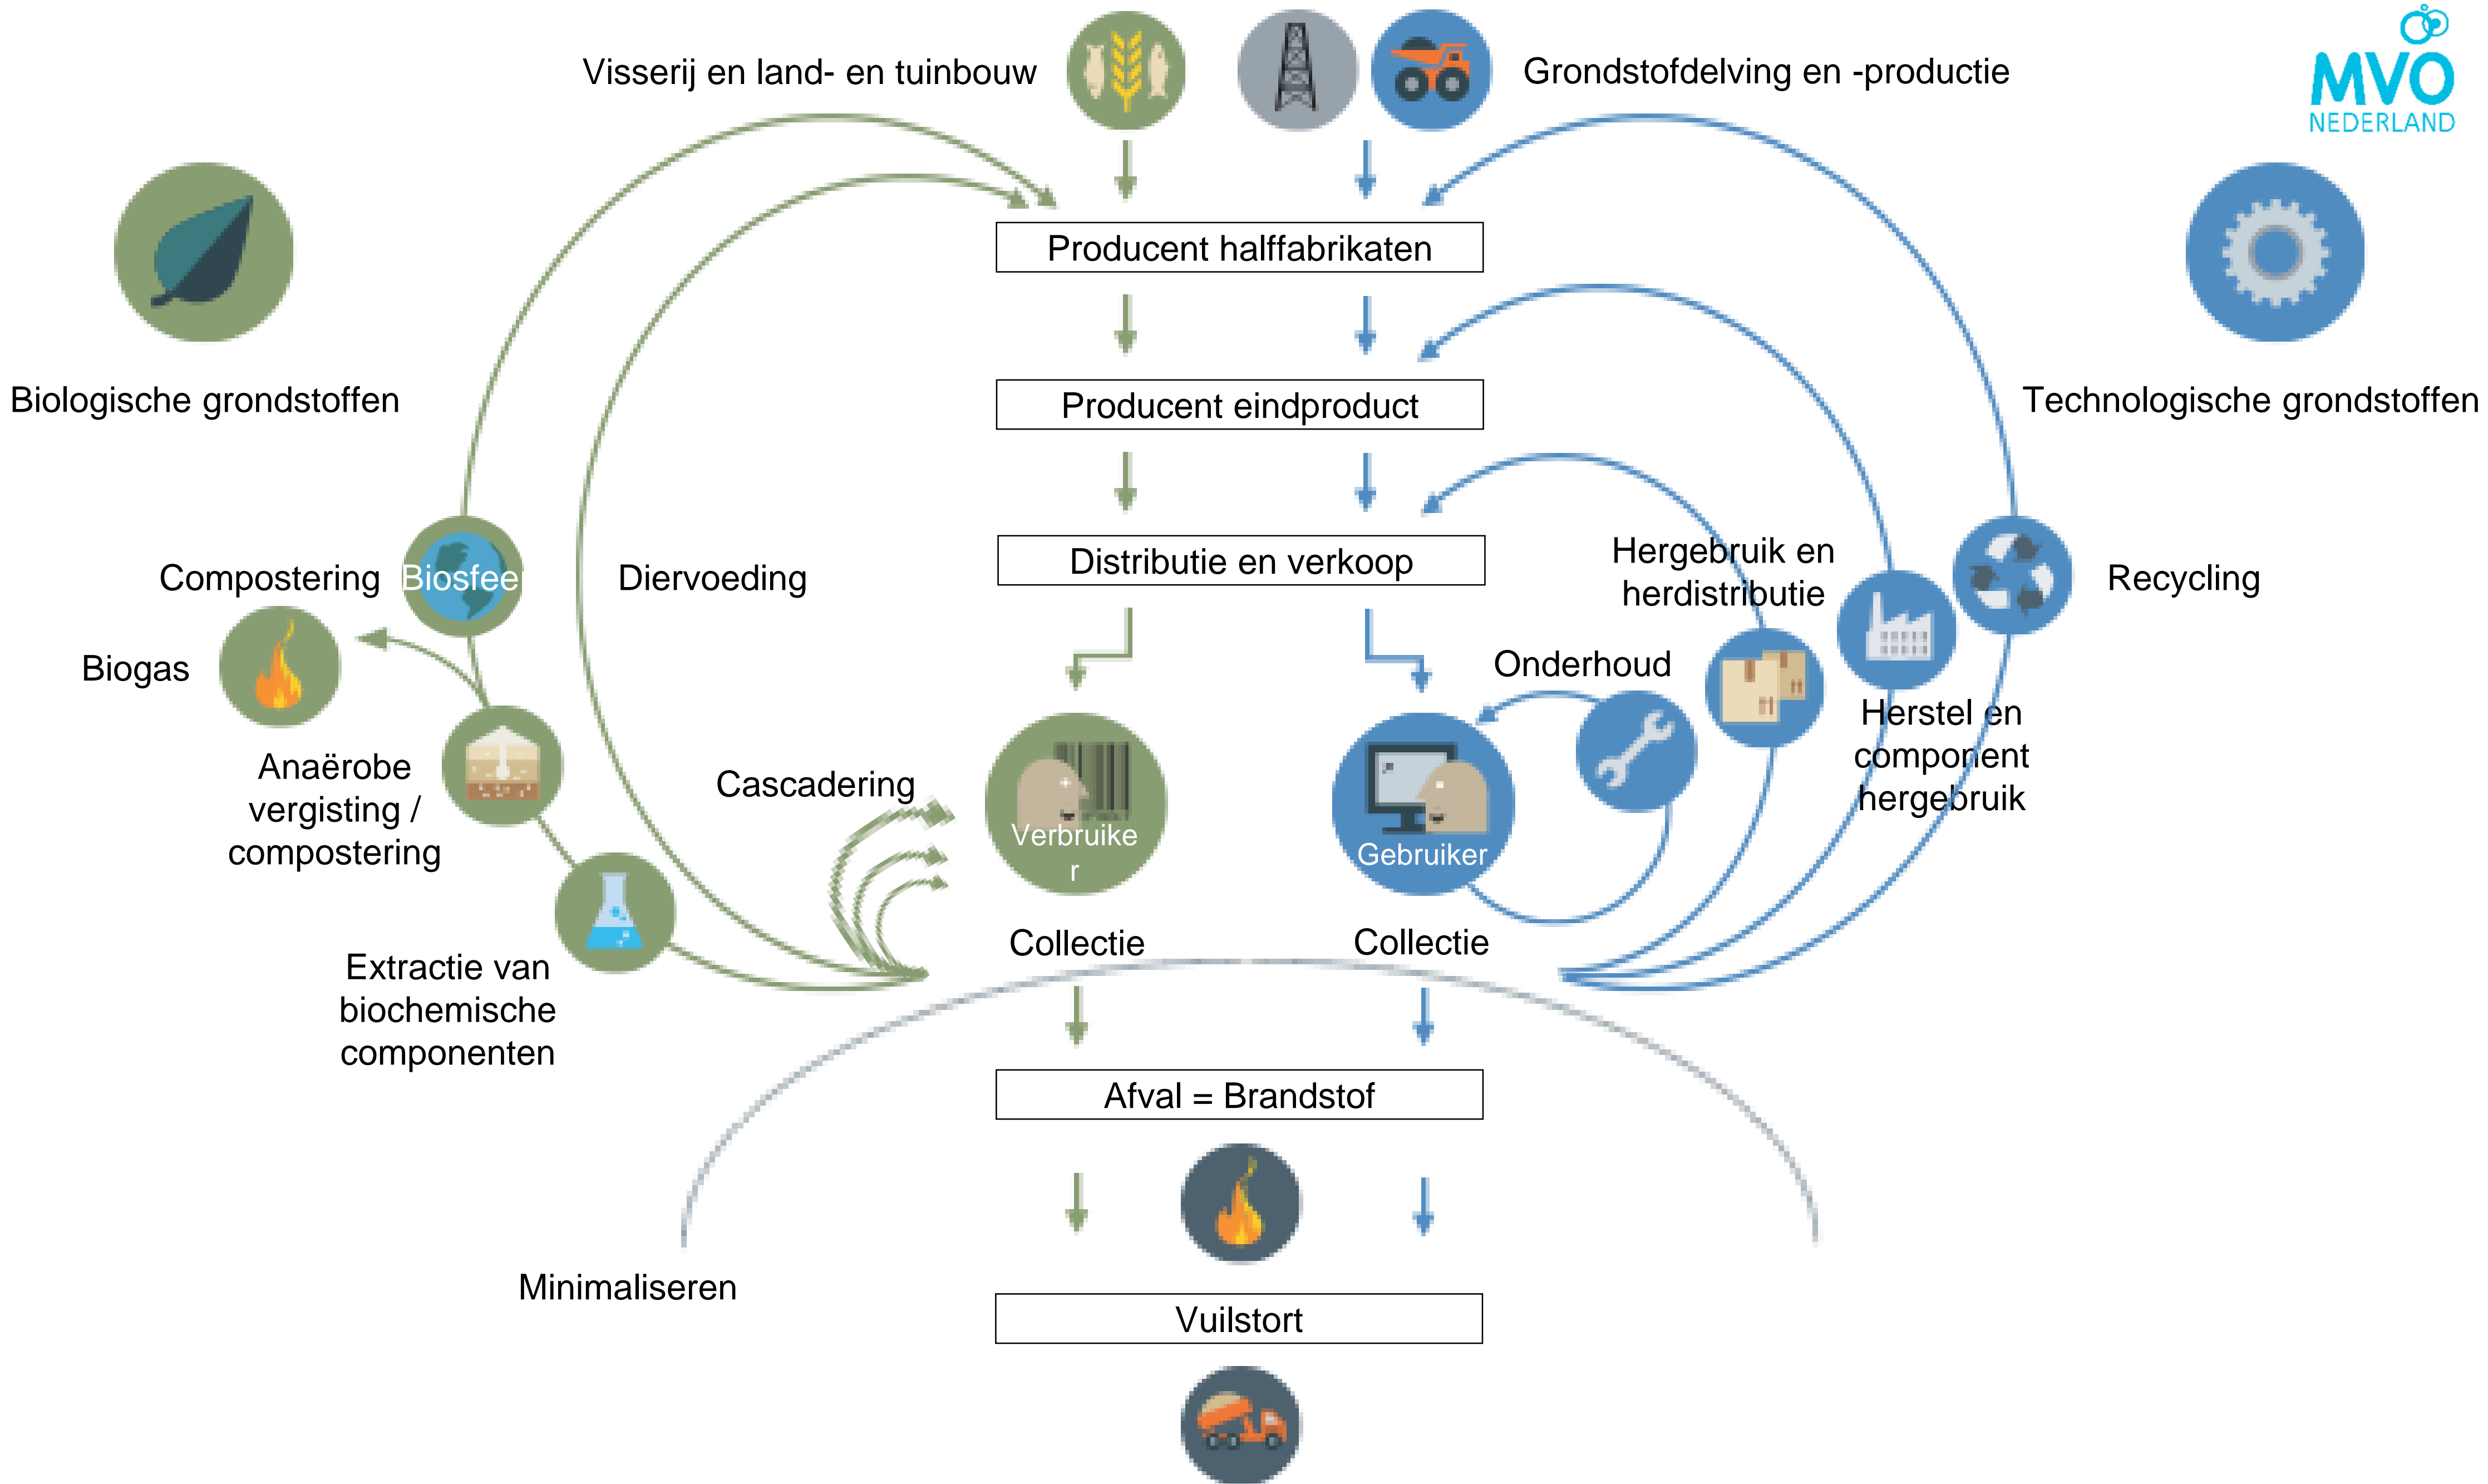 Visserij en land- en tuinbouw
Grondstofdelving en -productie
MVO
NEDERLAND
Producent halffabrikaten
Biologische grondstoffen
Producent eindproduct
Technologische grondstoffen
Distributie en verkoop
Hergebruik en
herdistributie
Compostering
Biosfeer
Diervoeding
Recycling
Biogas
Onderhoud
Herstel en
component
hergebruik
Anaërobe
vergisting /
compostering
Cascadering
Verbruike
r
Gebruiker
Collectie
Collectie
Extractie van
biochemische
componenten
Afval = Brandstof
Minimaliseren
Vuilstort